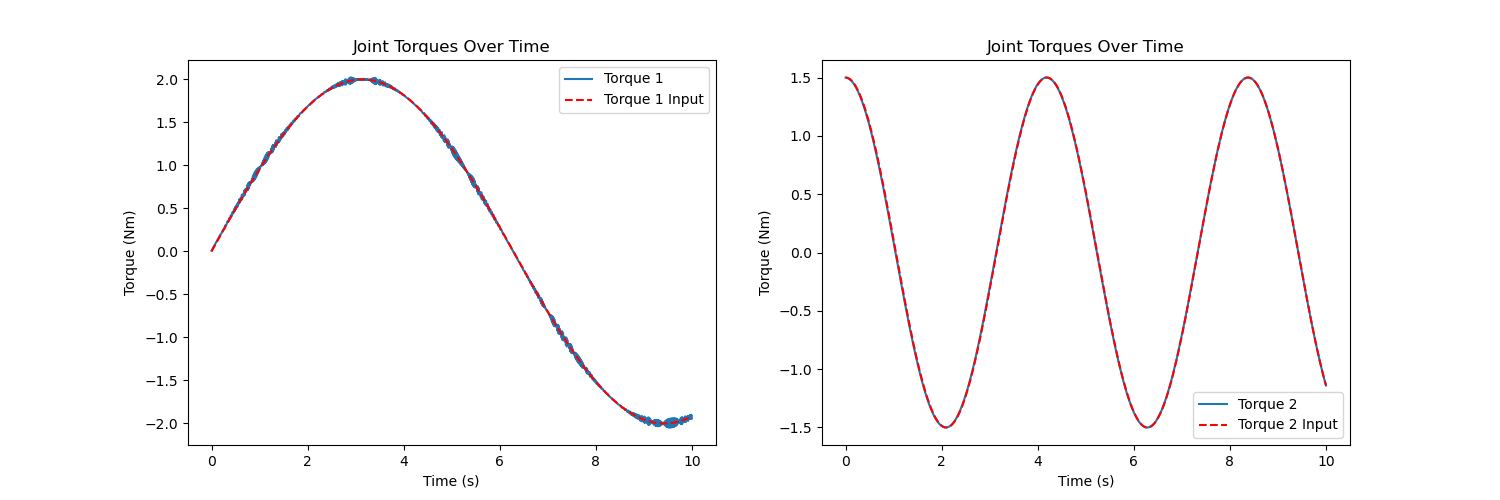 Joint Torques Over Time
Torque (Nm)
2.0
1.5
1.0
0.5
0.0
−0.5
−1.0
−1.5
−2.0
Torque 1
Torque 1 Input
0 2 4 6 8 10
Time (s)
Joint Torques Over Time
Torque (Nm)
1.5
1.0
0.5
0.0
−0.5
−1.0
−1.5
Torque 2
Torque 2 Input
0 2 4 6 8 10
Time (s)